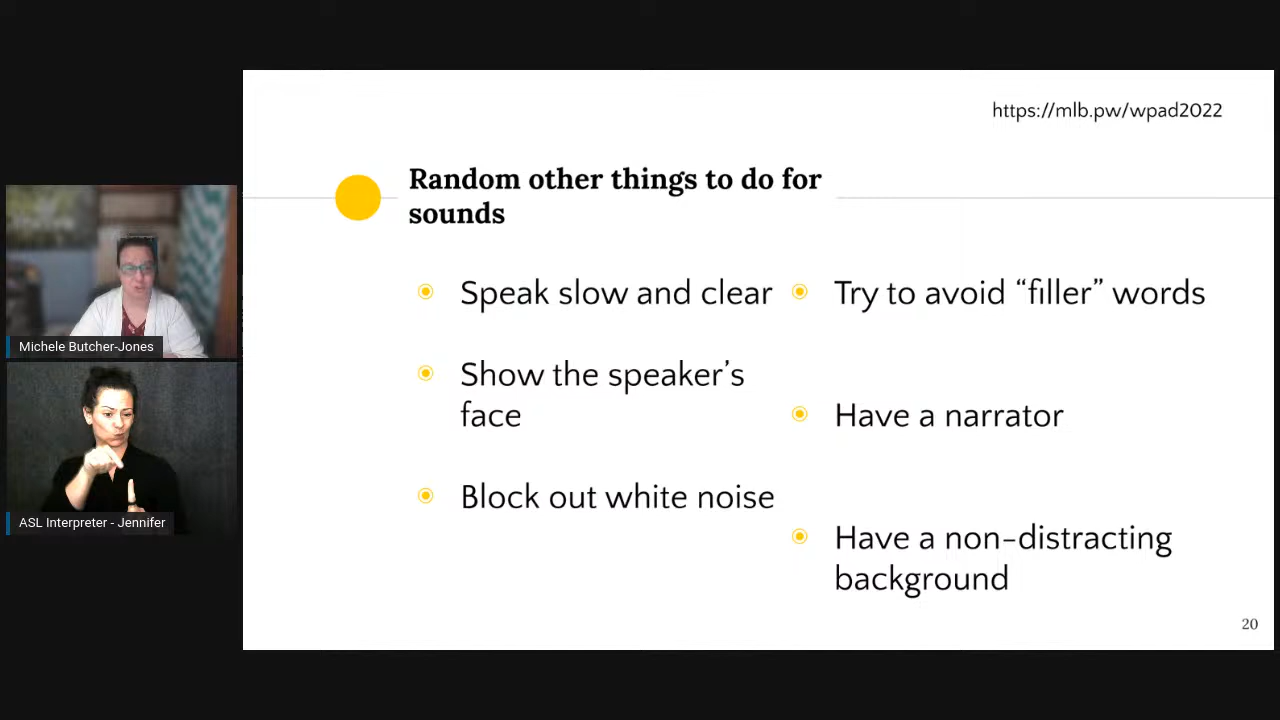 https://mlb.pw/wpad2022
Random other things to do for
sounds
Speak slow and clear
Show the speaker’s
face
Block out white noise
Try to avoid “filler” words
Have a narrator
Have a non-distracting
background
20
Michele Butcher-Jones
ASL Interpreter - Jennifer